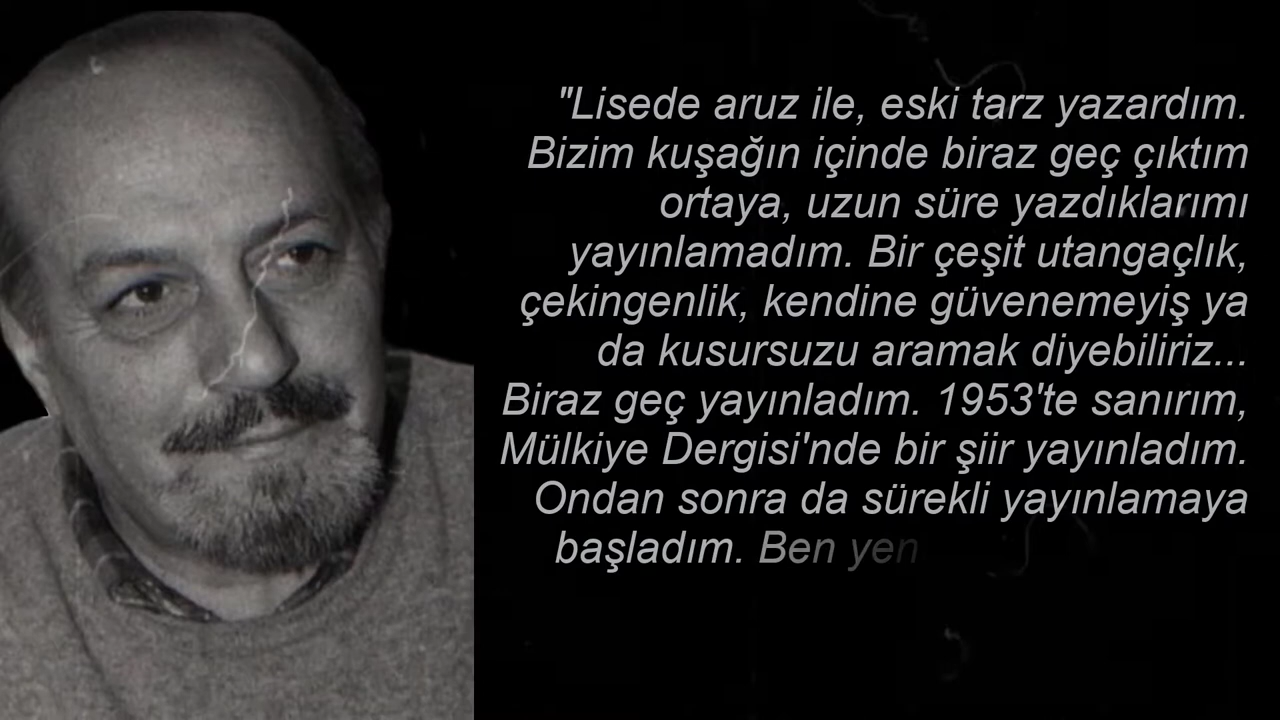 "Lisede aruz ile, eski tarz yazardım.
Bizim kuşağın içinde biraz geç çıktım
ortaya, uzun süre yazdıklarımı
yayınlamadım. Bir çeşit utangaçlık,
çekingenlik, kendine güvenemeyiş ya
da kusursuzu aramak diyebiliriz...
Biraz geç yayınladım. 1953'te sanırım,
Mülkiye Dergisi'nde bir şiir yayınladım.
Ondan sonra da sürekli yayınlamaya
başladım. Ben yen